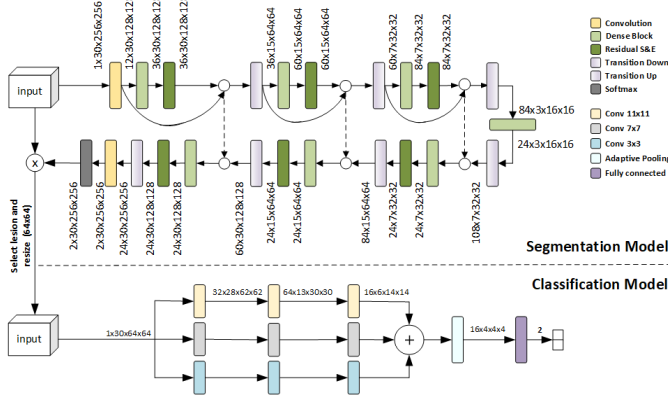 1x30x256x256
12x30x128x128
36x30x128x128
36x30x128x128
36x15x64x64
60x15x64x64
60x15x64x64
60x7x32x32
84x7x32x32
84x7x32x32
Convolution
Dense Block
Residual S&E
Transition Down
Transition Up
Softmax
Conv 11x11
Conv 7x7
Conv 3x3
Adaptive Pooling
Fully connected
input
84x3x16x16
24x3x16x16
x
2x30x256x256
2x30x256x256
24x30x256x256
24x30x128x128
24x30x128x128
60x30x128x128
24x15x64x64
24x15x64x64
84x15x64x64
24x7x32x32
24x7x32x32
108x7x32x32
Select lesion and
resize (64x64)
Segmentation Model
Classification Model
32x28x62x62
64x13x30x30
16x6x14x14
input
1x30x64x64
+
16x4x4x4
2